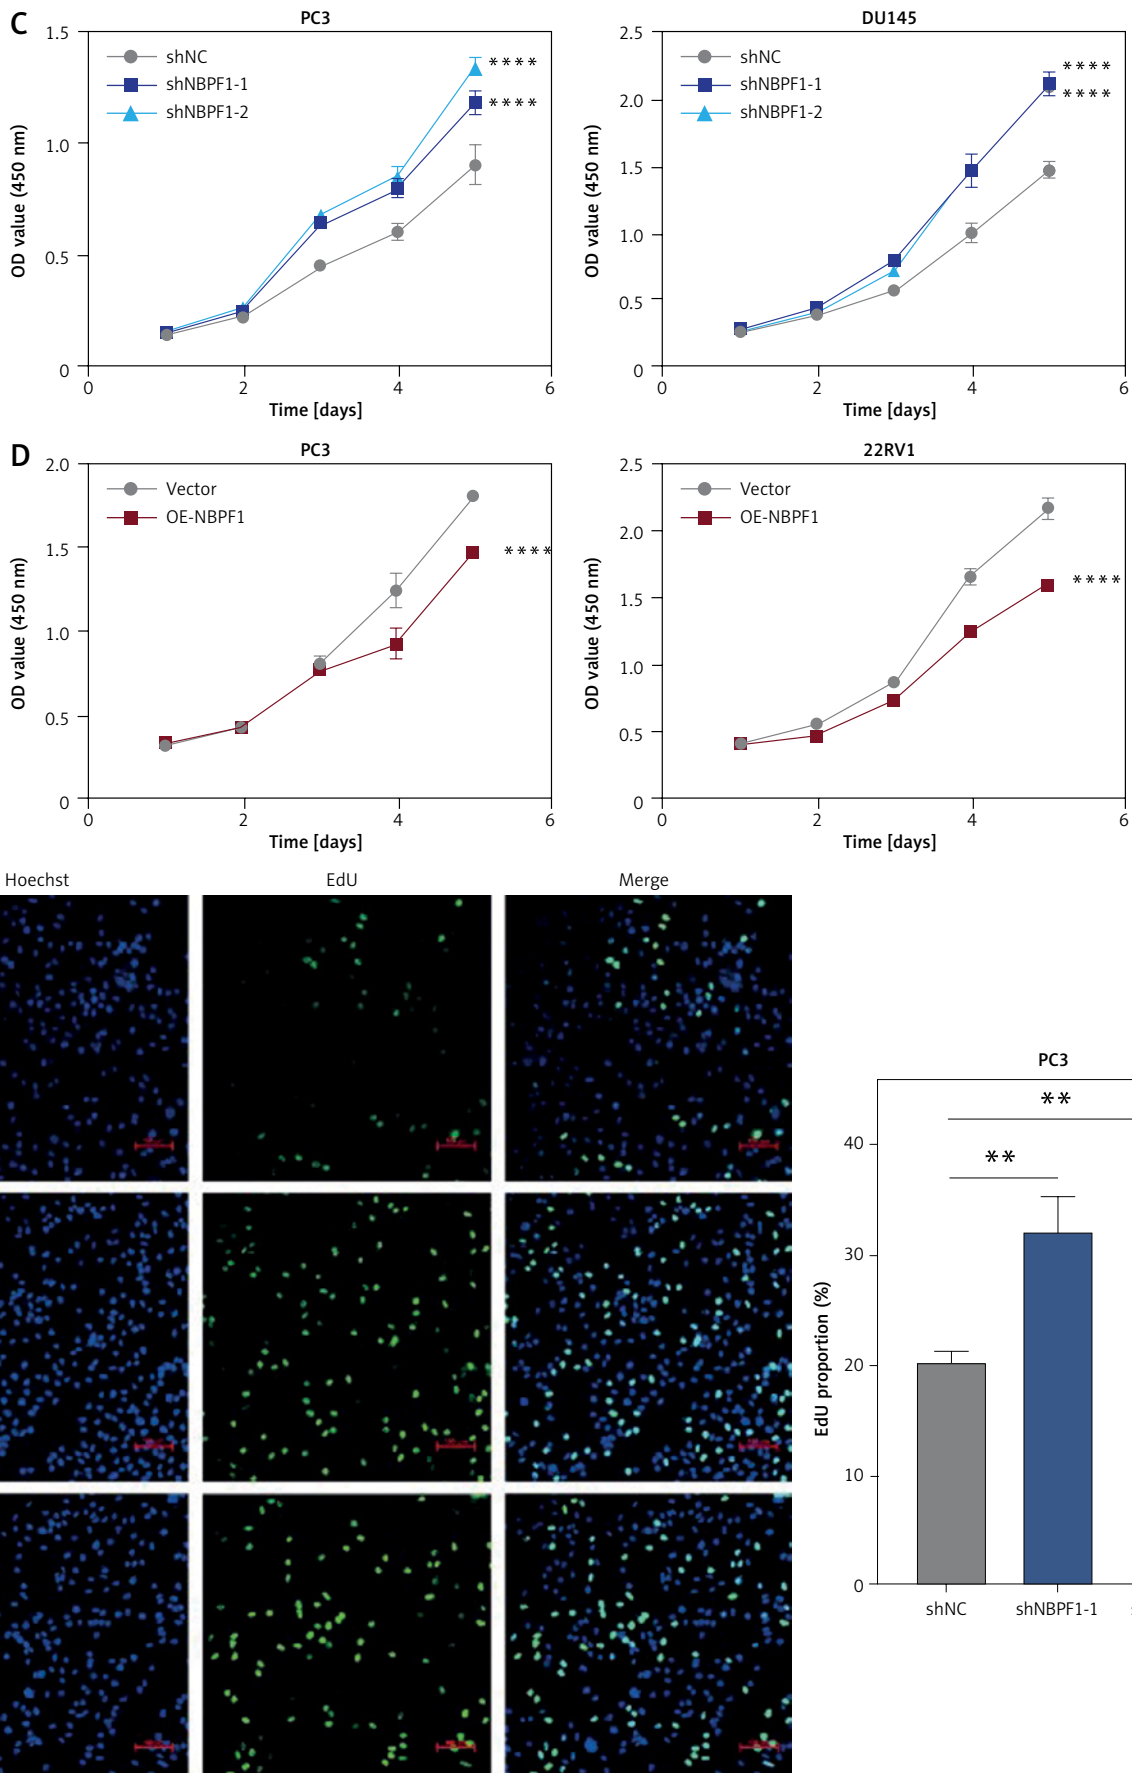 C
PC3
OD value (450 nm)
1.5
1.0
0.5
0
shNC
shNBPF1-1
shNBPF1-2
****
****
0 2 4 6
Time [days]
DU145
OD value (450 nm)
2.5
2.0
1.5
1.0
0.5
0
shNC
shNBPF1-1
shNBPF1-2
****
****
0 2 4 6
Time [days]
D
PC3
OD value (450 nm)
2.0
1.5
1.0
0.5
0
Vector
OE-NBPF1
****
0 2 4 6
Time [days]
22RV1
OD value (450 nm)
2.5
2.0
1.5
1.0
0.5
0
Vector
OE-NBPF1
****
0 2 4 6
Time [days]
Hoechst EdU Merge
PC3
EdU proportion (%)
40
30
20
10
0
**
**
shNC shNBPF1-1